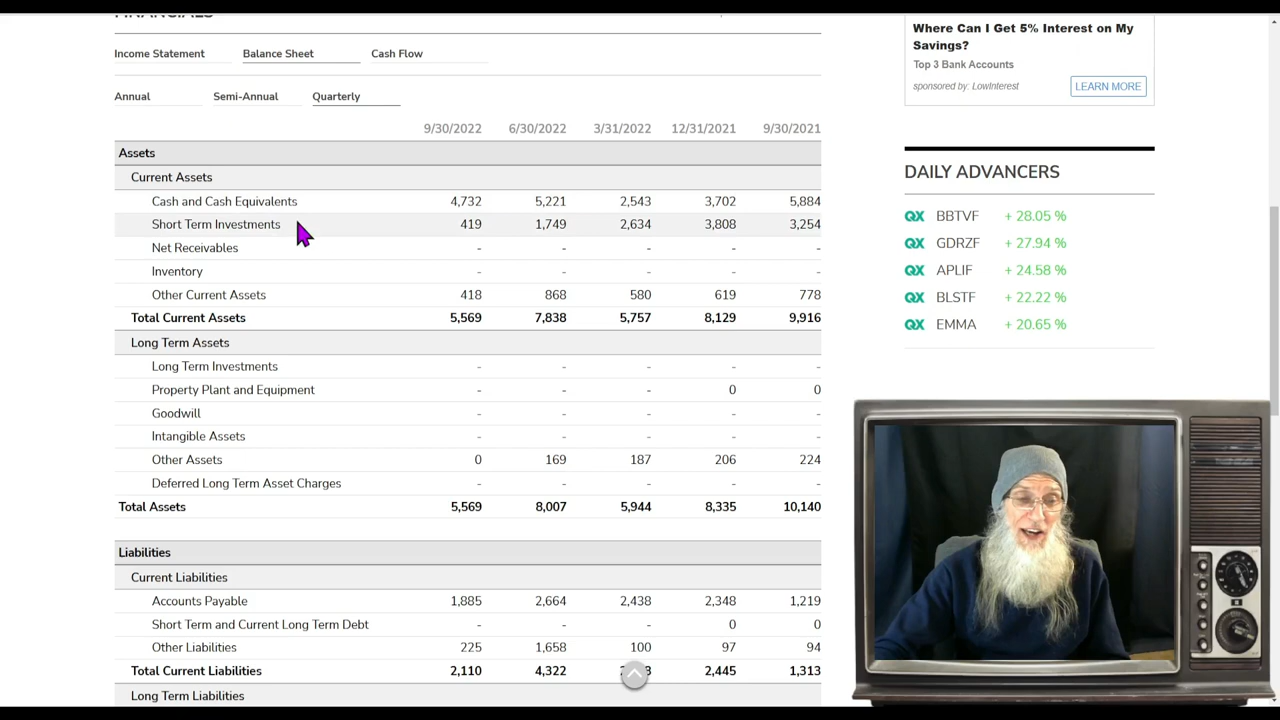 Income Statement Balance Sheet Cash Flow
Annual Semi-Annual Quarterly
9/30/2022 6/30/2022 3/31/2022 12/31/2021 9/30/2021
Assets
Current Assets
Cash and Cash Equivalents 4,732 5,221 2,543 3,702 5,884
Short Term Investments 419 1,749 2,634 3,808 3,254
Net Receivables - - - - -
Inventory - - - - -
Other Current Assets 418 868 580 619 778
Total Current Assets 5,569 7,838 5,757 8,129 9,916
Long Term Assets
Long Term Investments - - - - -
Property Plant and Equipment - - - 0 0
Goodwill - - - - -
Intangible Assets - - - - -
Other Assets 0 169 187 206 224
Deferred Long Term Asset Charges - - - - -
Total Assets 5,569 8,007 5,944 8,335 10,140
Liabilities
Current Liabilities
Accounts Payable 1,885 2,664 2,438 2,348 1,219
Short Term and Current Long Term Debt - - - 0 0
Other Liabilities 225 1,658 100 97 94
Total Current Liabilities 2,110 4,322 2,445 1,313
Long Term Liabilities
Where Can I Get 5% Interest on My
Savings?
Top 3 Bank Accounts
sponsored by: LowInterest LEARN MORE
DAILY ADVANCERS
QX BBTVF + 28.05 %
QX GDRZF + 27.94 %
QX APLIF + 24.58 %
QX BLSTF + 22.22 %
QX EMMA + 20.65 %